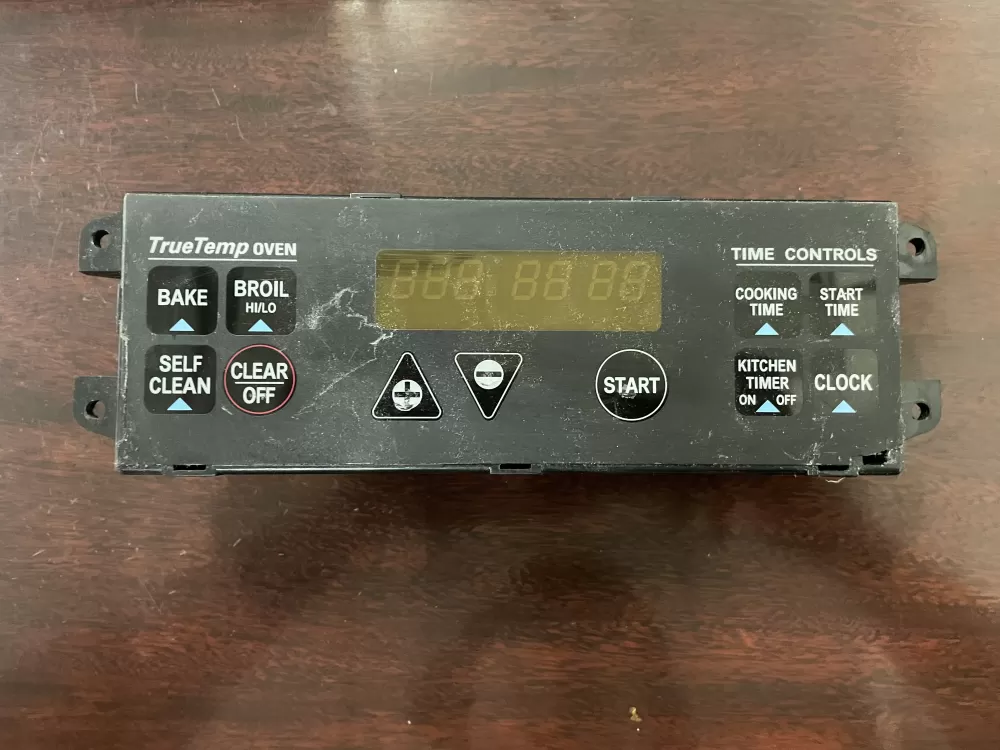 TrueTemp OVEN
BAKE
BROIL
HI/LO
SELF
CLEAN
CLEAR
OFF
START
TIME CONTROLS
COOKING
TIME
START
TIME
KITCHEN
TIMER
ON OFF
CLOCK